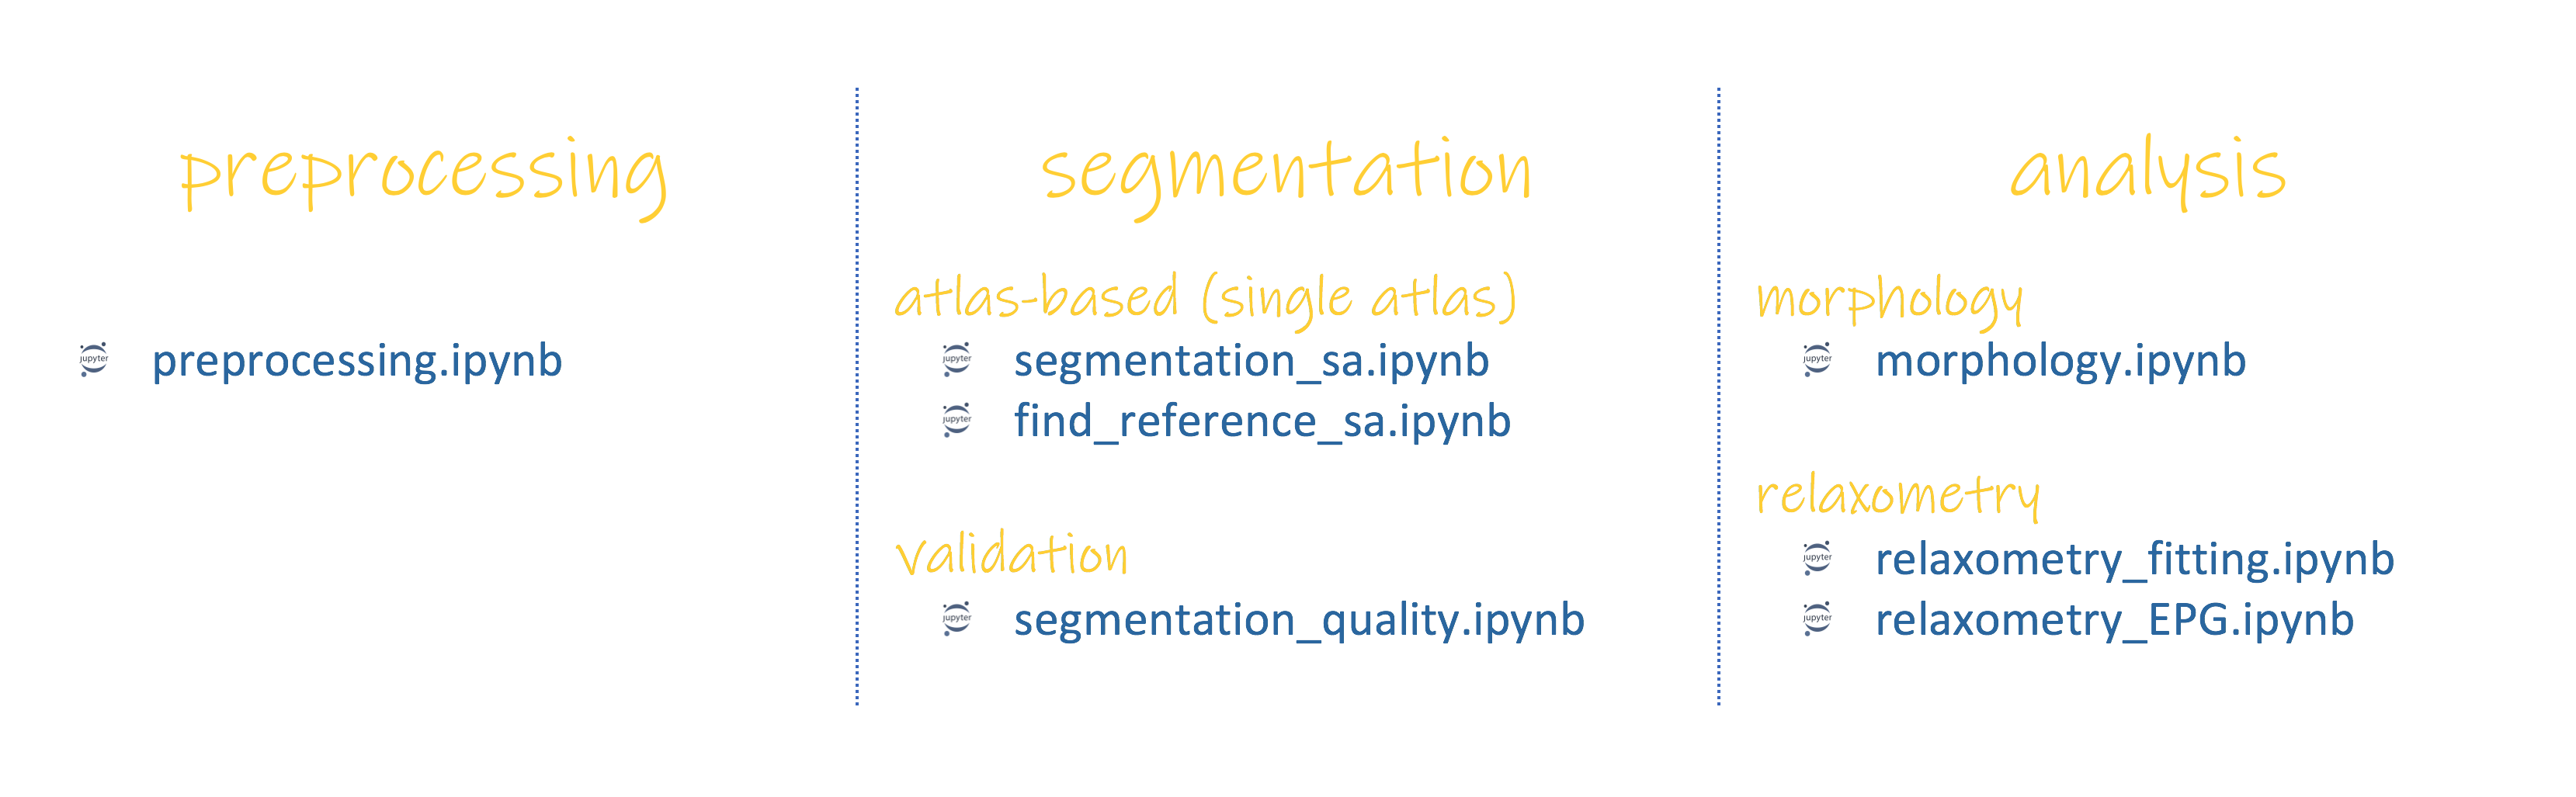 preprocessing
jupyter preprocessing.ipynb
segmentation
atlas-based (single atlas)
jupyter segmentation_sa.ipynb
jupyter find_reference_sa.ipynb
validation
jupyter segmentation_quality.ipynb
analysis
morphology
jupyter morphology.ipynb
relaxometry
jupyter relaxometry_fitting.ipynb
jupyter relaxometry_EPG.ipynb